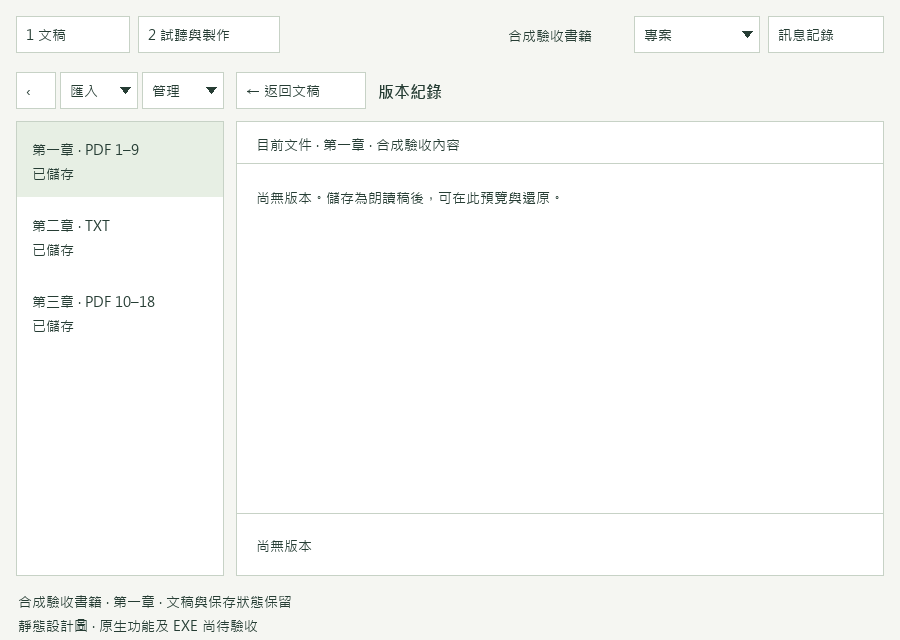 1 文稿
2 試聽與製作
合成驗收書籍
專案
訊息記錄
‹
匯入
管理
← 返回文稿
版本紀錄
第一章 · PDF 1–9
已儲存
第二章 · TXT
已儲存
第三章 · PDF 10–18
已儲存
目前文件 · 第一章 · 合成驗收內容
尚無版本。儲存為朗讀稿後，可在此預覽與還原。
尚無版本
合成驗收書籍 · 第一章 · 文稿與保存狀態保留
靜態設計圖 · 原生功能及 EXE 尚待驗收